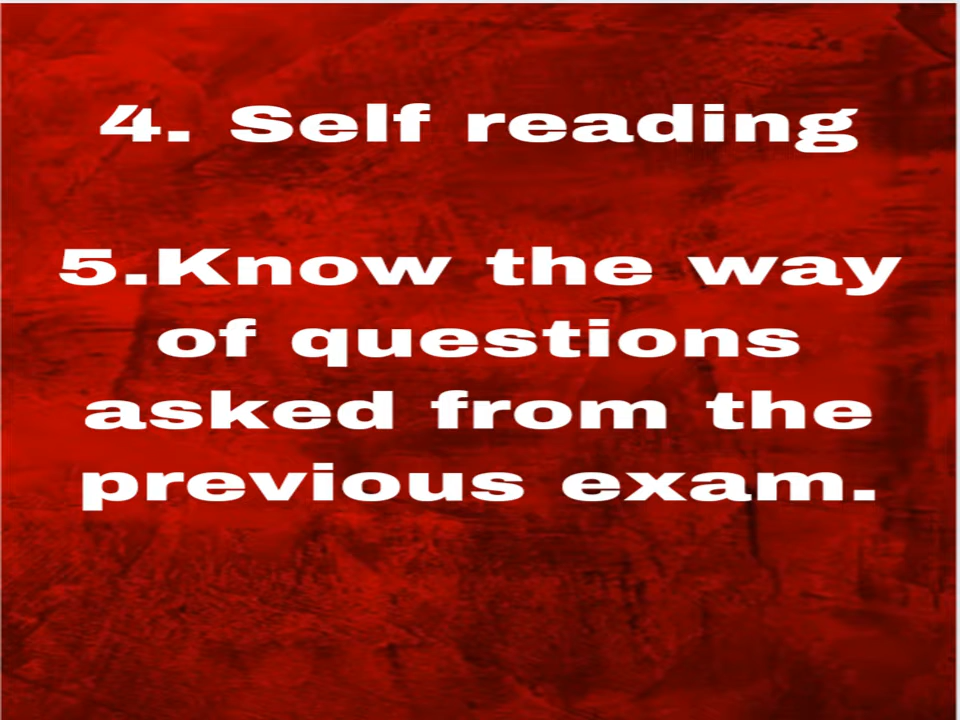 4. Self reading
5.Know the way
of questions
asked from the
previous exam.